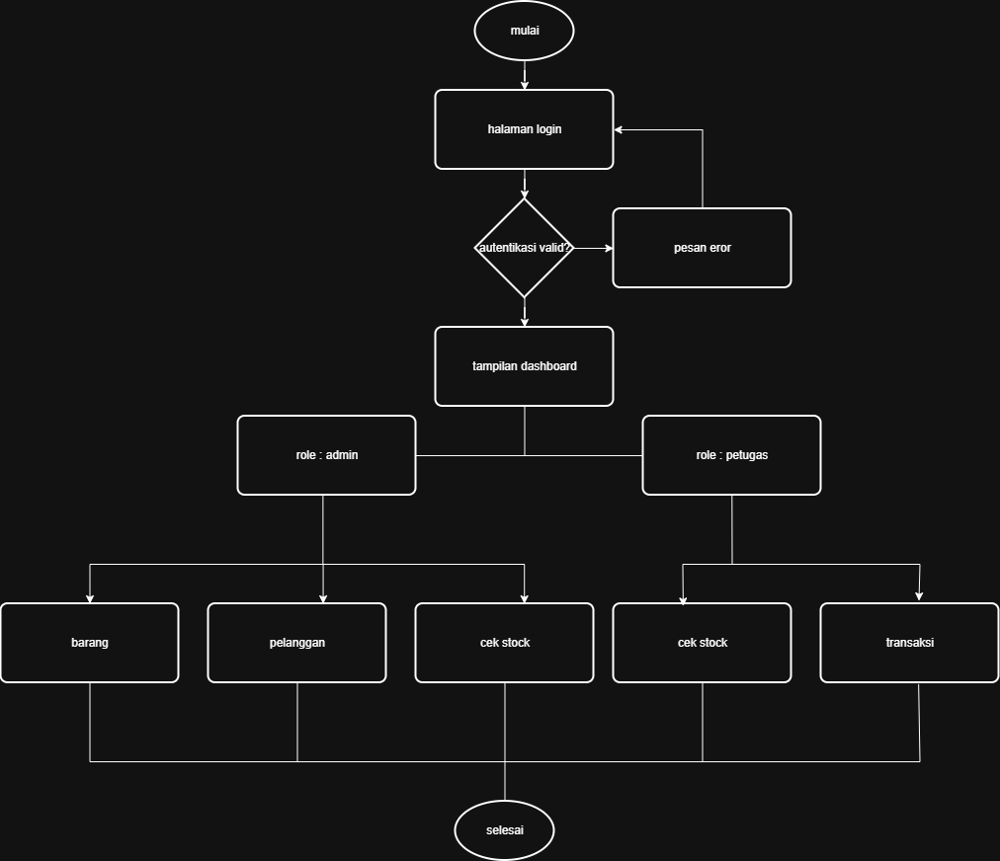 mulai
halaman login
autentikasi valid?
pesan eror
tampilan dashboard
role : admin
role : petugas
barang
pelanggan
cek stock
cek stock
transaksi
selesai